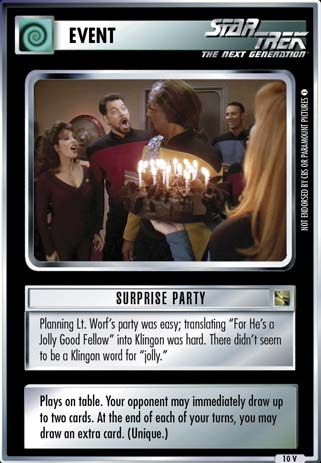 EVENT
STAR TREK
THE NEXT GENERATION
NOT ENDORSED BY CBS OR PARAMOUNT PICTURES
SURPRISE PARTY
Planning Lt. Worf's party was easy; translating “For He's a
Jolly Good Fellow” into Klingon was hard. There didn't seem
to be a Klingon word for “jolly.”
Plays on table. Your opponent may immediately draw up
to two cards. At the end of each of your turns, you may
draw an extra card. (Unique.)
10 V